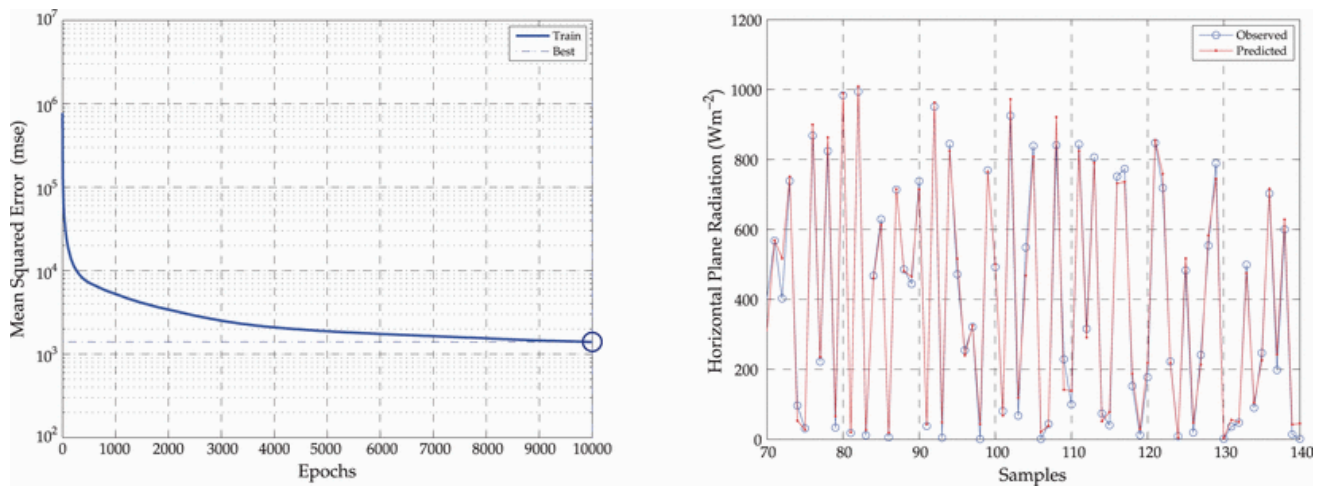 10^7
10^6
10^5
10^4
10^3
10^2
Mean Squared Error (mse)
Train
Best
0 1000 2000 3000 4000 5000 6000 7000 8000 9000 10000
Epochs
1200
1000
800
600
400
200
0
Horizontal Plane Radiation (Wm^-2)
Observed
Predicted
70 80 90 100 110 120 130 140
Samples